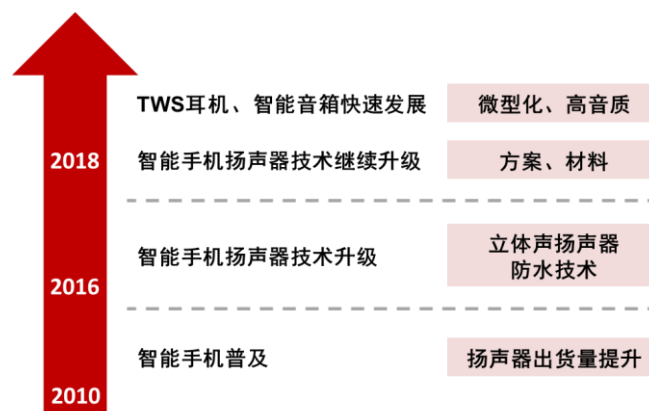 TWS耳机、智能音箱快速发展
微型化、高音质
2018
智能手机扬声器技术继续升级
方案、材料
智能手机扬声器技术升级
立体声扬声器
防水技术
2016
智能手机普及
扬声器出货量提升
2010